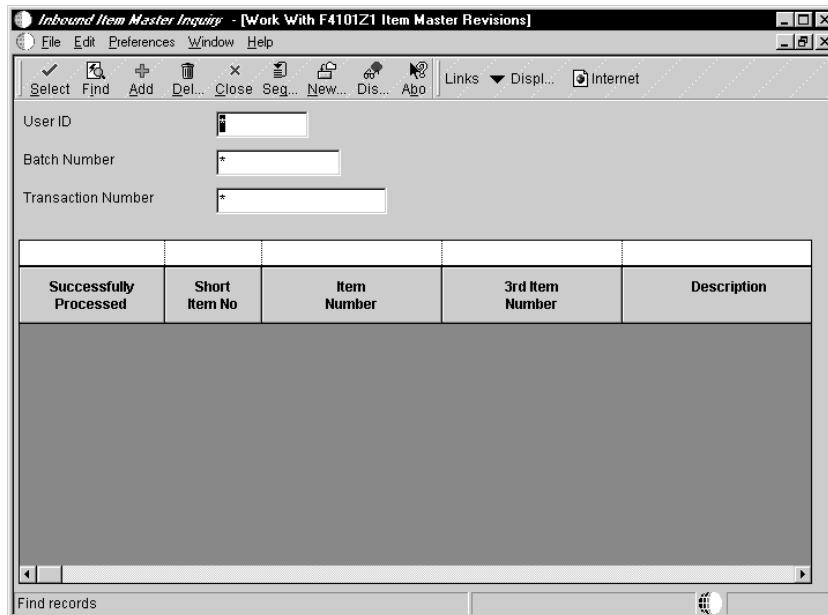 Inbound Item Master Inquiry - [Work With F4101Z1 Item Master Revisions]
File Edit Preferences Window Help
Select Find Add Del... Close Seq... New... Dis... Abo Links Displ... Internet
User ID *
Batch Number *
Transaction Number *
Successfully Processed Short Item No Item Number 3rd Item Number Description
Find records